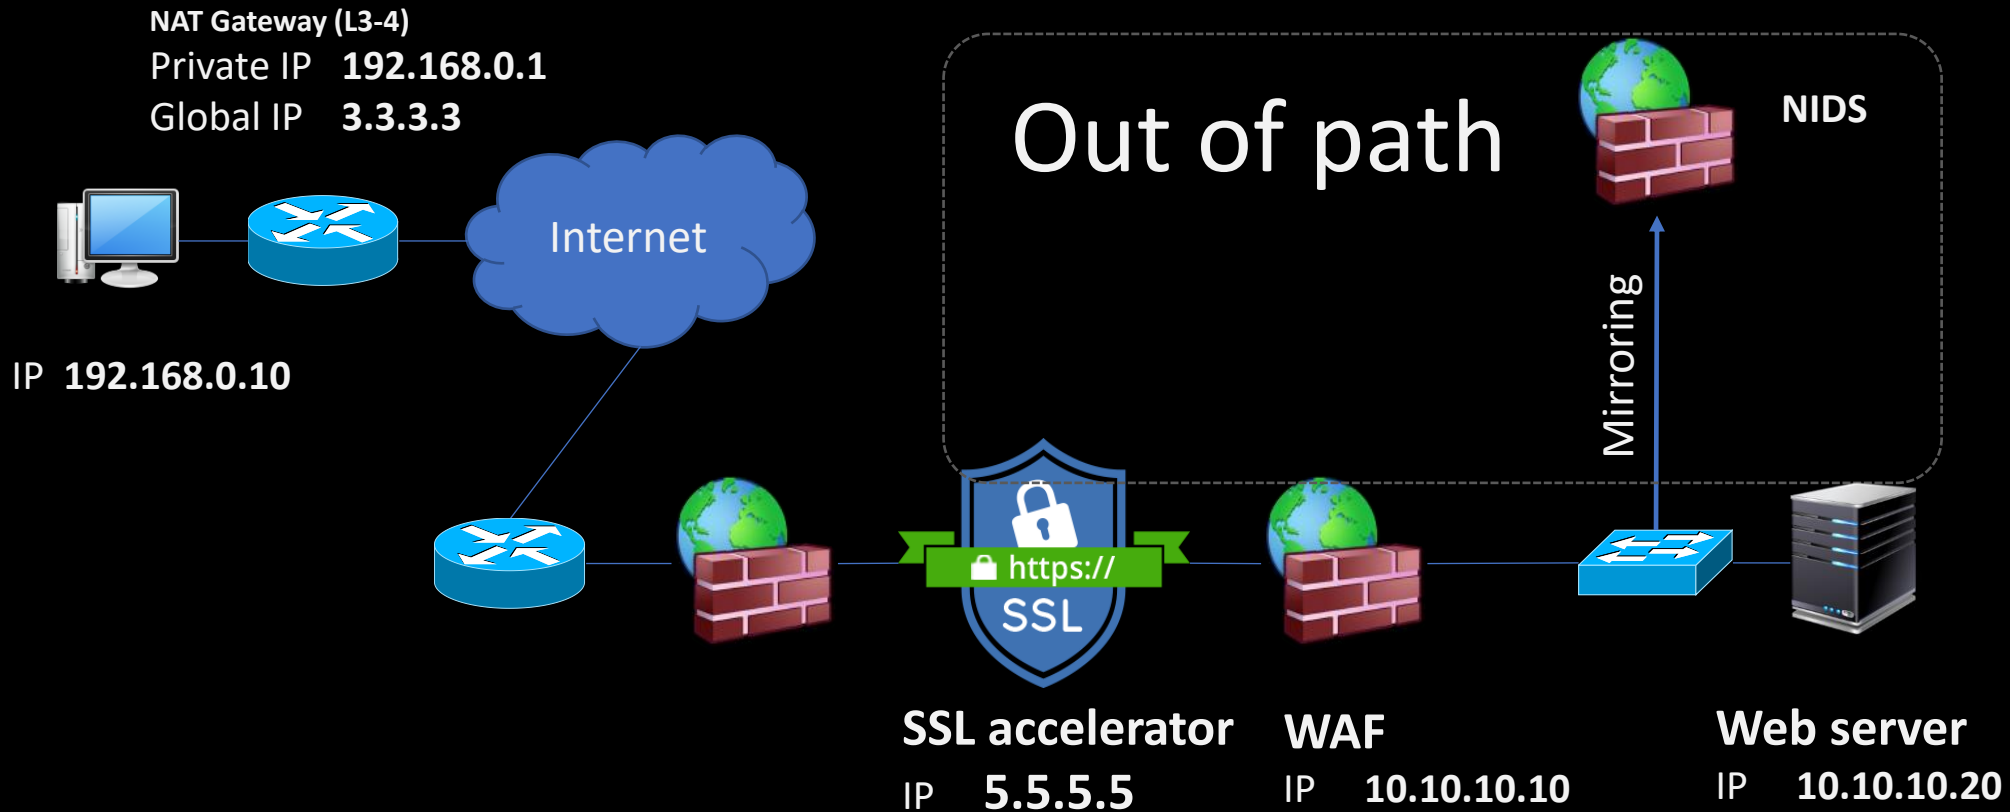 NAT Gateway (L3-4)
Private IP 192.168.0.1
Global IP 3.3.3.3
Out of path
NIDS
Internet
Mirroring
IP 192.168.0.10
https://
SSL
SSL accelerator
IP 5.5.5.5
WAF
IP 10.10.10.10
Web server
IP 10.10.10.20